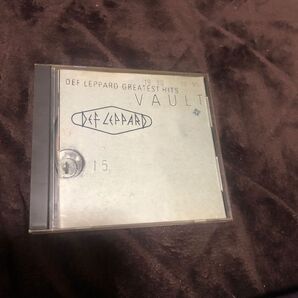 DEF LEPPARD GREATEST HITS
VAULT
DEF LEPPARD
15